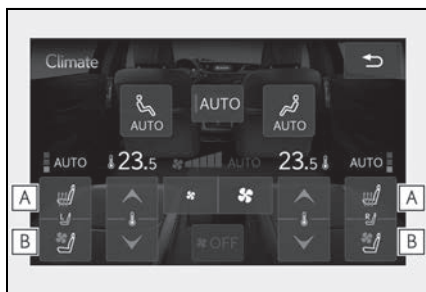 Climate
AUTO
AUTO AUTO
AUTO 23.5 AUTO 23.5 AUTO
A A
L R
B OFF B